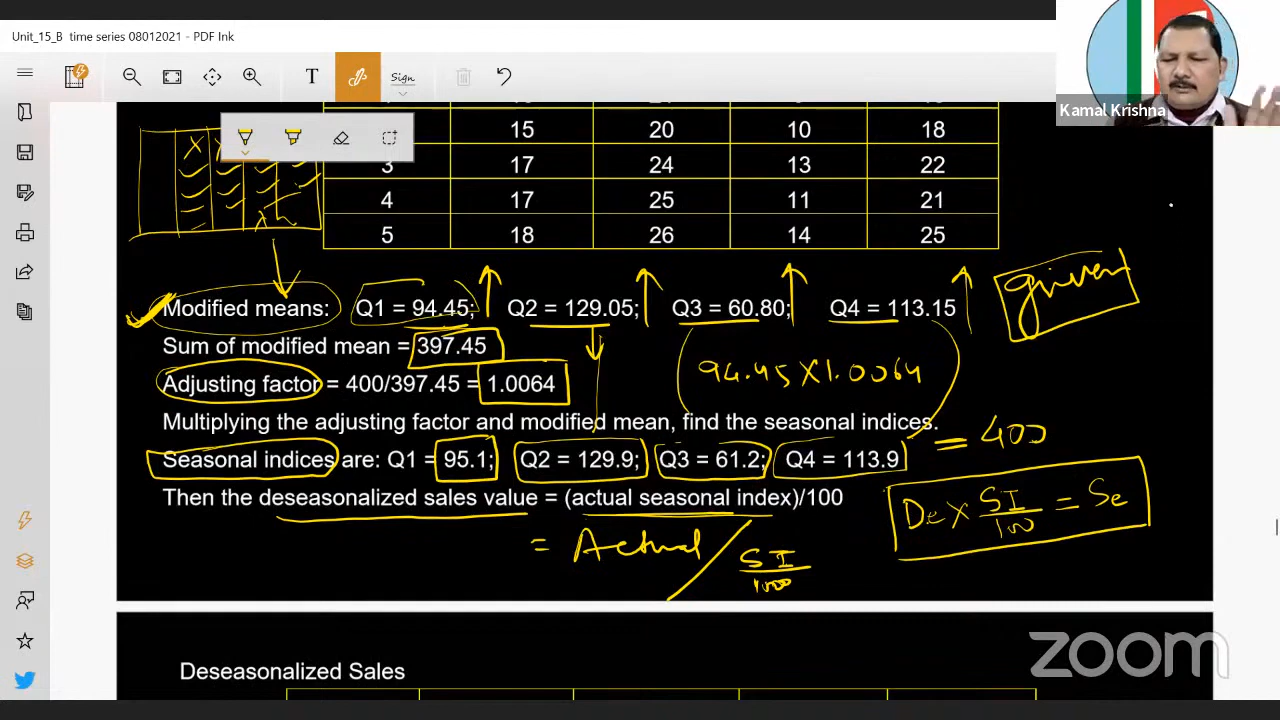 Unit_15_B time series 08012021 - PDF Ink
Kamal Krishna
T
Sign
15 20 10 18
3 17 24 13 22
4 17 25 11 21
5 18 26 14 25
given
Modified means: Q1 = 94.45; Q2 = 129.05; Q3 = 60.80; Q4 = 113.15
Sum of modified mean = 397.45
94.45 X 1.0064
Adjusting factor = 400/397.45 = 1.0064
Multiplying the adjusting factor and modified mean, find the seasonal indices.
= 400
Seasonal indices are: Q1 = 95.1; Q2 = 129.9; Q3 = 61.2; Q4 = 113.9
Then the deseasonalized sales value = (actual seasonal index)/100
De x SI/100 = Se
= Actual / SI/100
zoom
Deseasonalized Sales